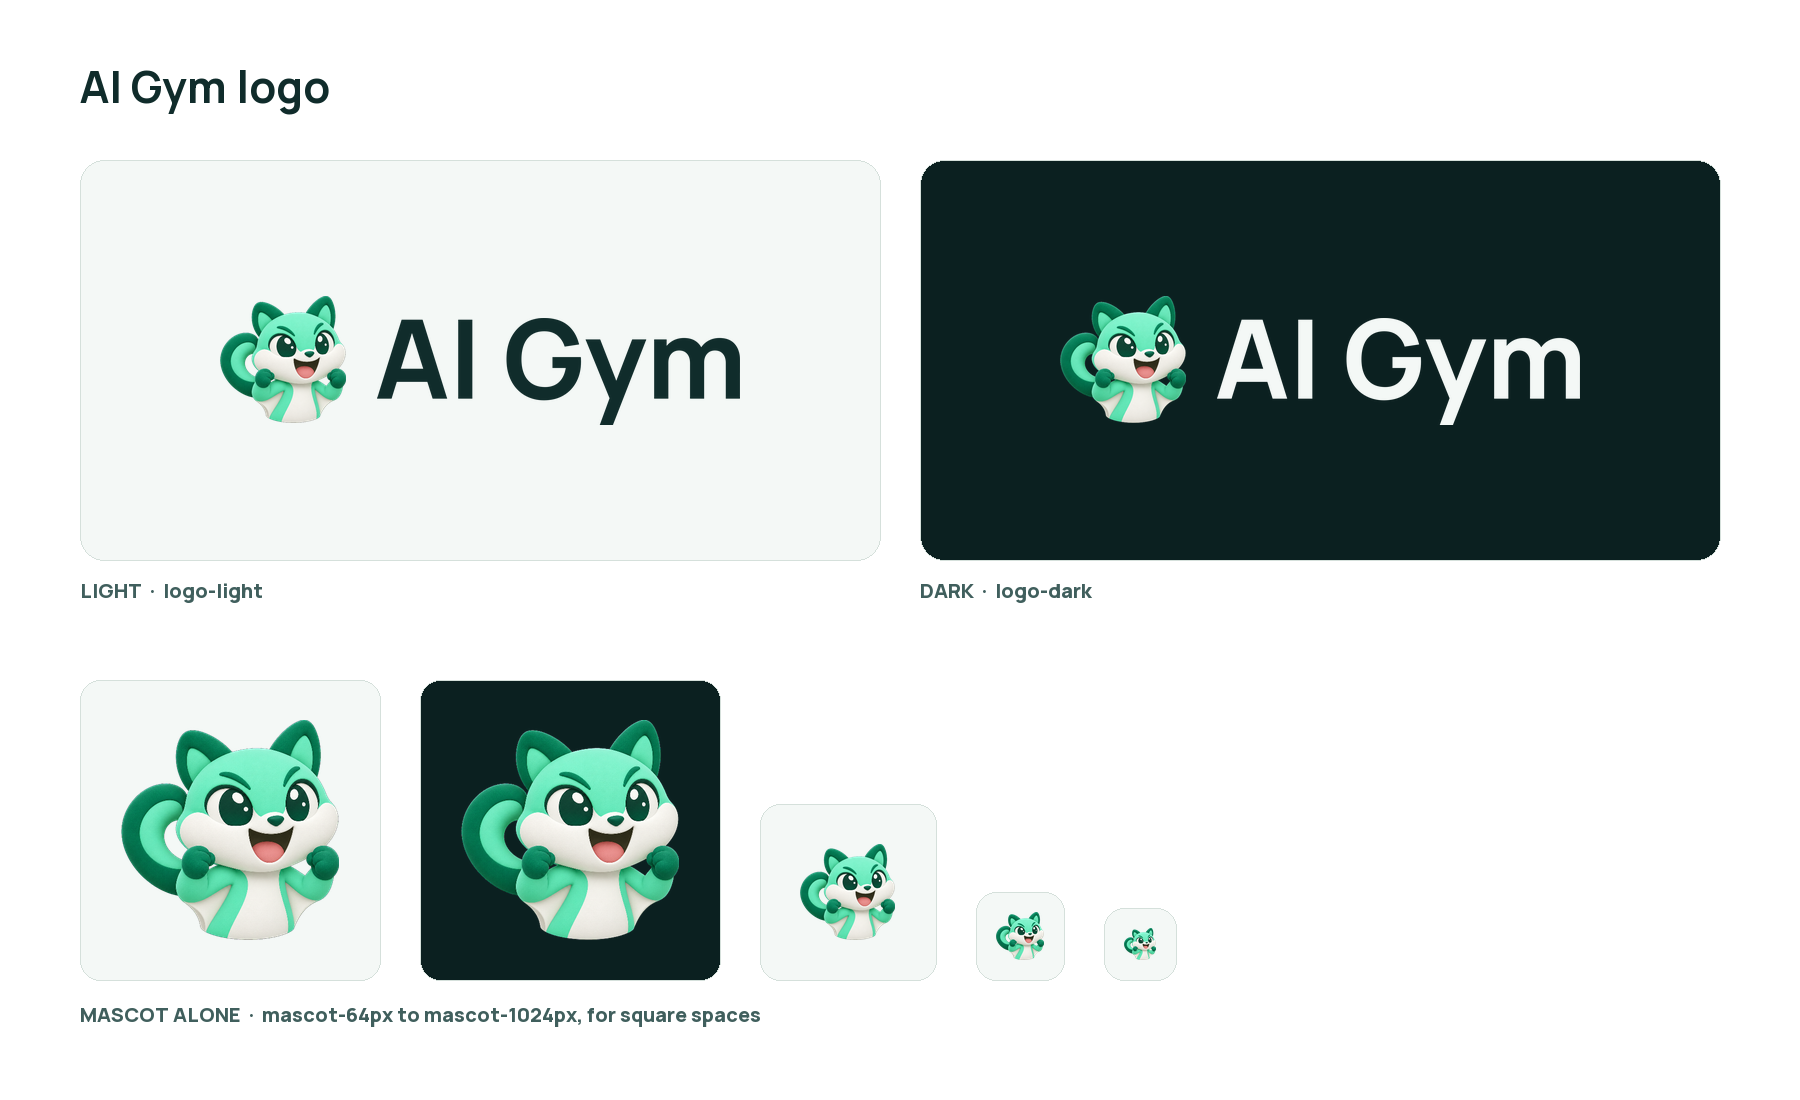 AI Gym logo
AI Gym
AI Gym
LIGHT · logo-light
DARK · logo-dark
MASCOT ALONE · mascot-64px to mascot-1024px, for square spaces